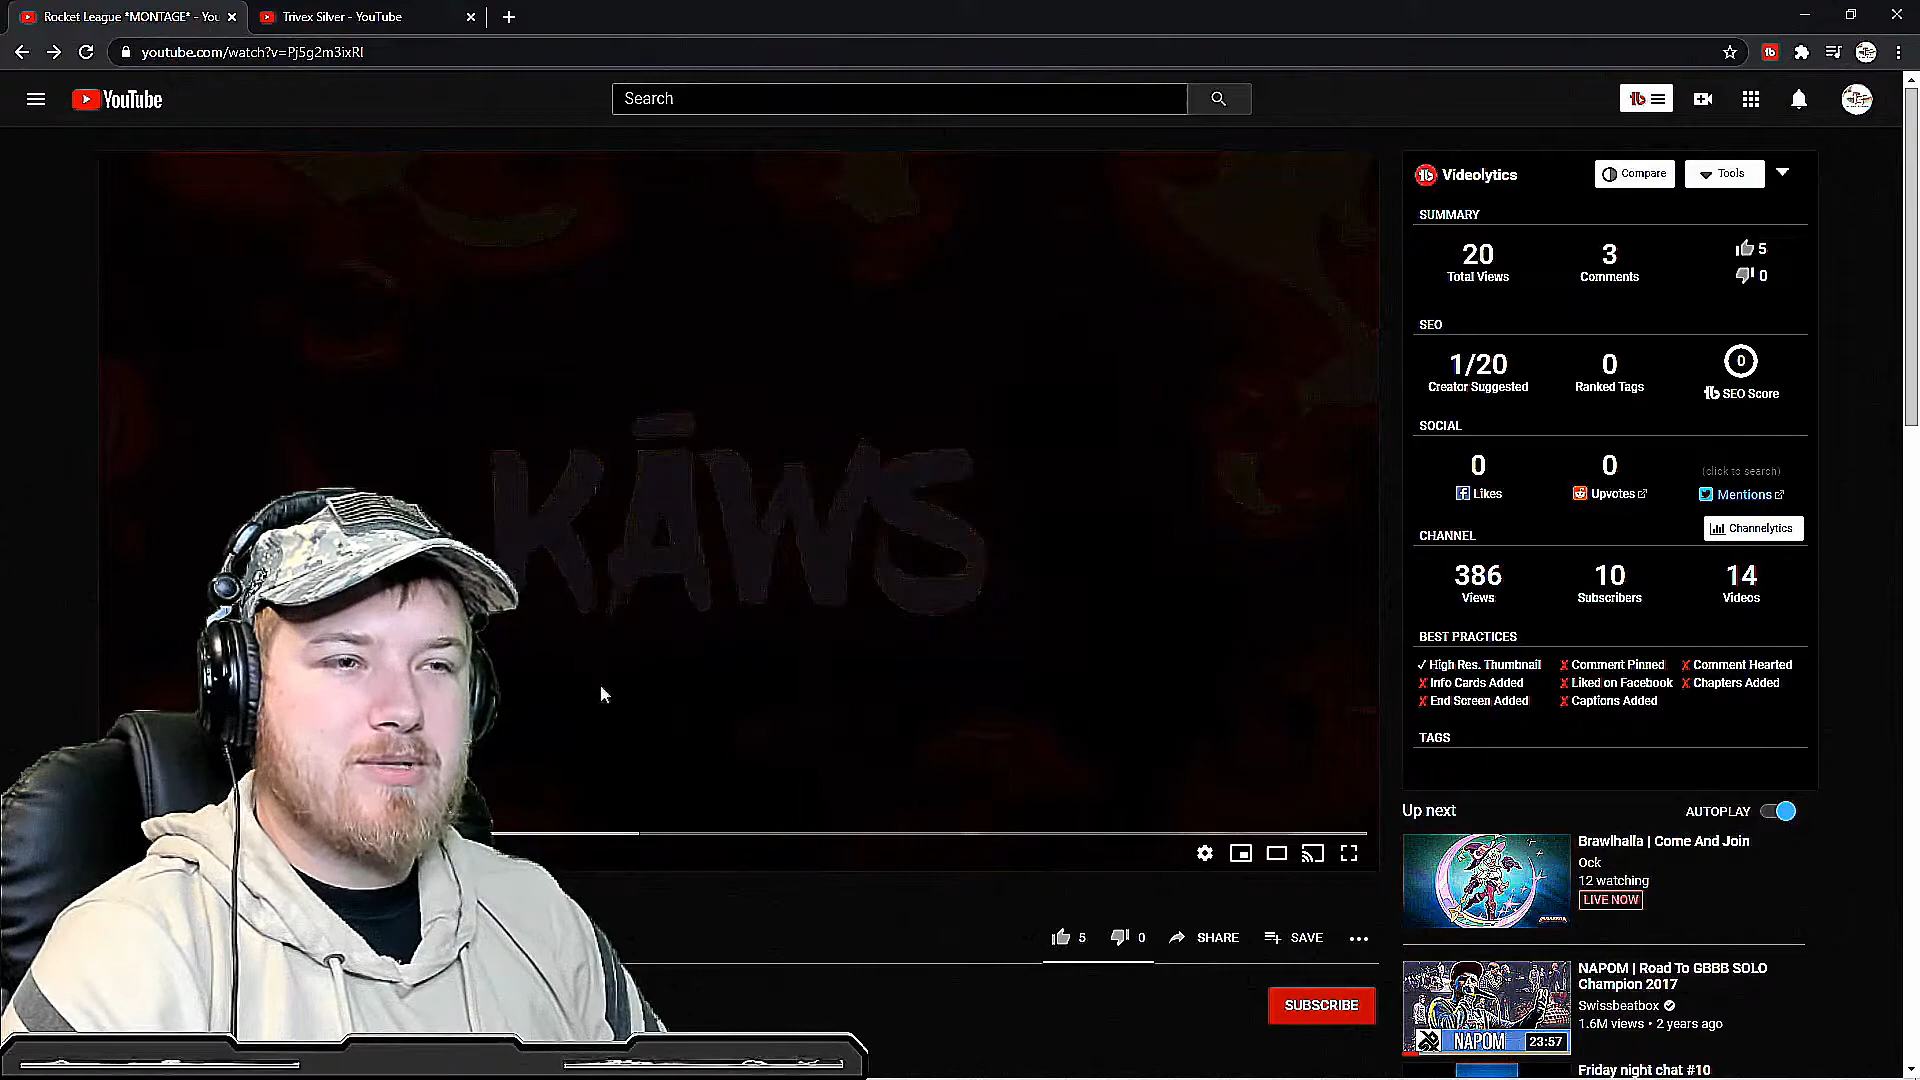 Rocket League *MONTAGE* - You
Trivex Silver - YouTube
youtube.com/watch?v=Pj5g2m3ixRI
YouTube
Search
KAWS
Videolytics
Compare
Tools
SUMMARY
20
3
5
Total Views
Comments
0
SEO
1/20
0
0
Creator Suggested
Ranked Tags
SEO Score
SOCIAL
0
0
(click to search)
Likes
Upvotes
Mentions
CHANNEL
Channelytics
386
10
14
Views
Subscribers
Videos
BEST PRACTICES
✓ High Res. Thumbnail
X Comment Pinned
X Comment Hearted
X Info Cards Added
X Liked on Facebook
X Chapters Added
X End Screen Added
X Captions Added
TAGS
Up next
AUTOPLAY
Brawlhalla | Come And Join
Ock
12 watching
LIVE NOW
5
0
SHARE
SAVE
SUBSCRIBE
NAPOM | Road To GBBB SOLO
Champion 2017
Swissbeatbox
1.6M views • 2 years ago
NAPOM
23:57
Friday night chat #10